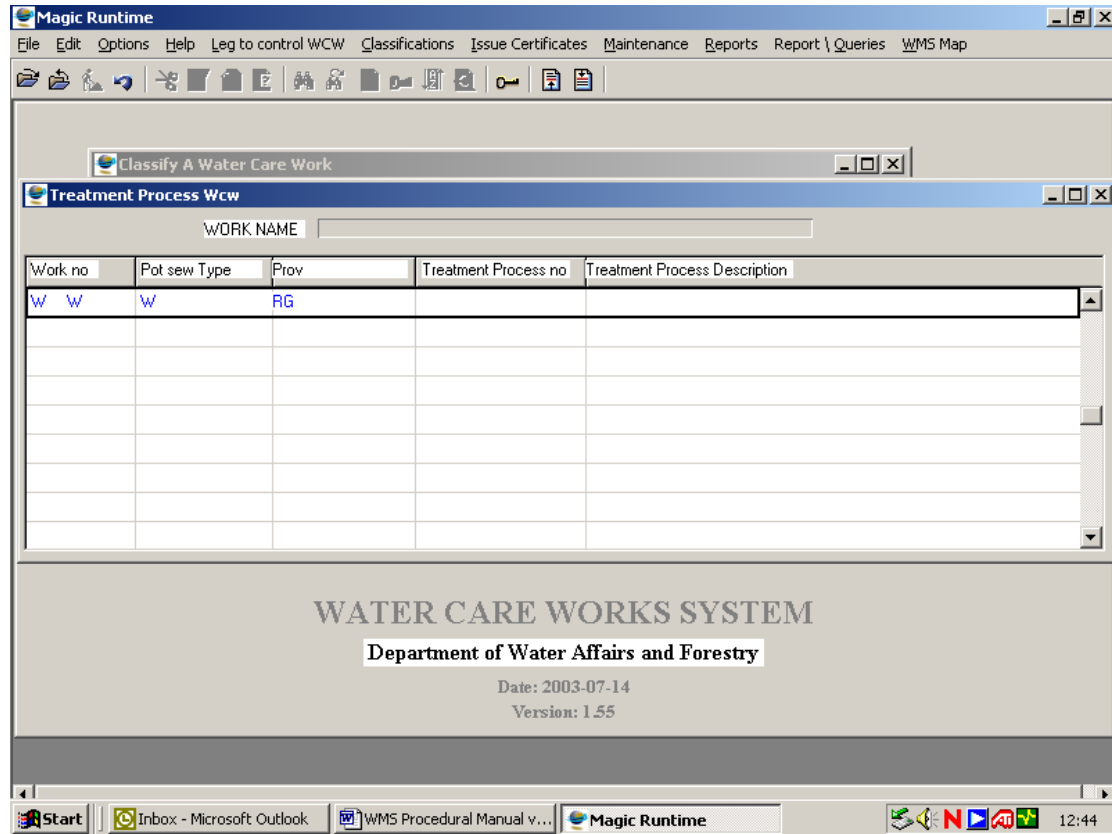 Magic Runtime
File Edit Options Help Leg to control WCW Classifications Issue Certificates Maintenance Reports Report \ Queries WMS Map
Classify A Water Care Work
Treatment Process Wcw
WORK NAME
Work no Pot sew Type Prov Treatment Process no Treatment Process Description
W W W RG
WATER CARE WORKS SYSTEM
Department of Water Affairs and Forestry
Date: 2003-07-14
Version: 1.55
Start Inbox - Microsoft Outlook WMS Procedural Manual v... Magic Runtime 12:44